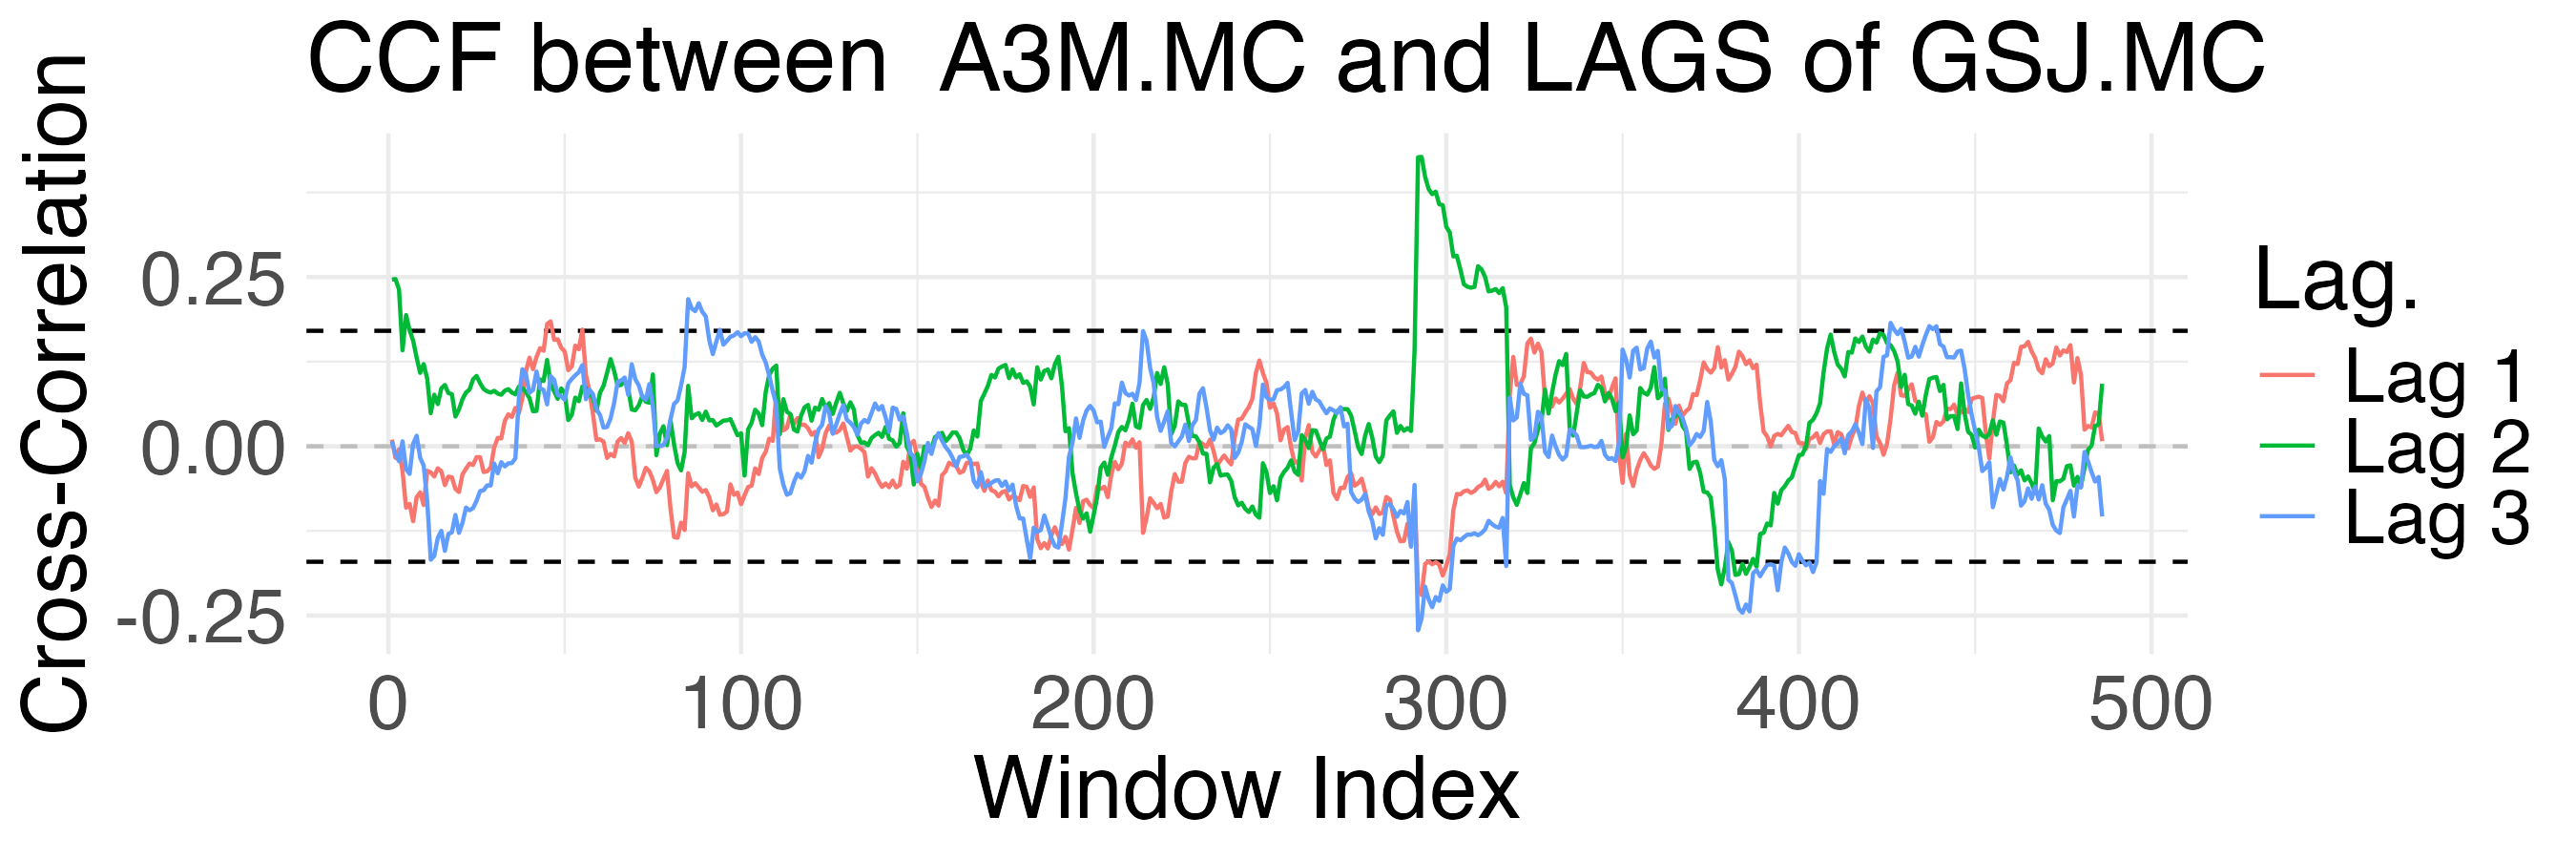 CCF between  A3M.MC and LAGS of GSJ.MC
Cross-Correlation
0.25
0.00
-0.25
0 100 200 300 400 500
Window Index
Lag.
Lag 1
Lag 2
Lag 3